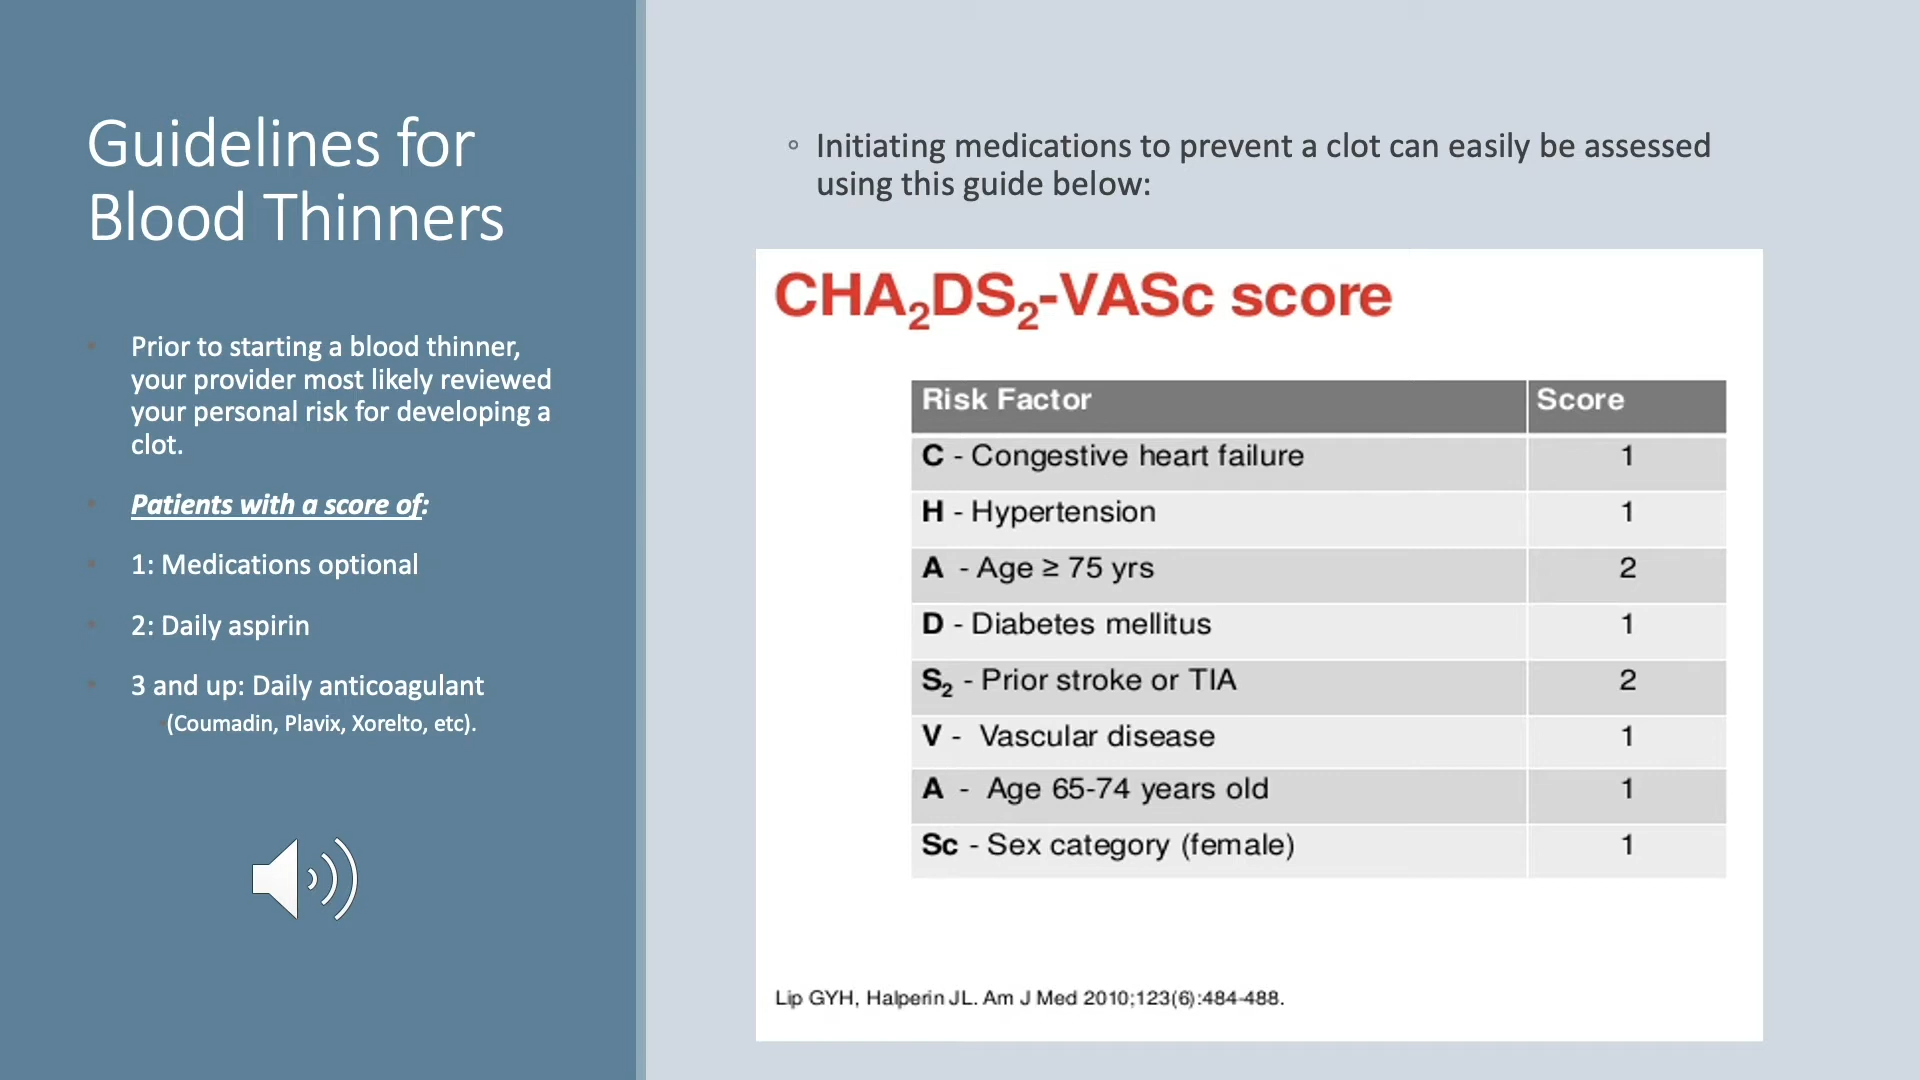 Guidelines for
Blood Thinners
Prior to starting a blood thinner,
your provider most likely reviewed
your personal risk for developing a
clot.
Patients with a score of:
1: Medications optional
2: Daily aspirin
3 and up: Daily anticoagulant
(Coumadin, Plavix, Xorelto, etc).
Initiating medications to prevent a clot can easily be assessed
using this guide below:
CHA₂DS₂-VASc score
Risk Factor Score
C - Congestive heart failure 1
H - Hypertension 1
A - Age ≥ 75 yrs 2
D - Diabetes mellitus 1
S₂ - Prior stroke or TIA 2
V - Vascular disease 1
A - Age 65-74 years old 1
Sc - Sex category (female) 1
Lip GYH, Halperin JL. Am J Med 2010;123(6):484-488.